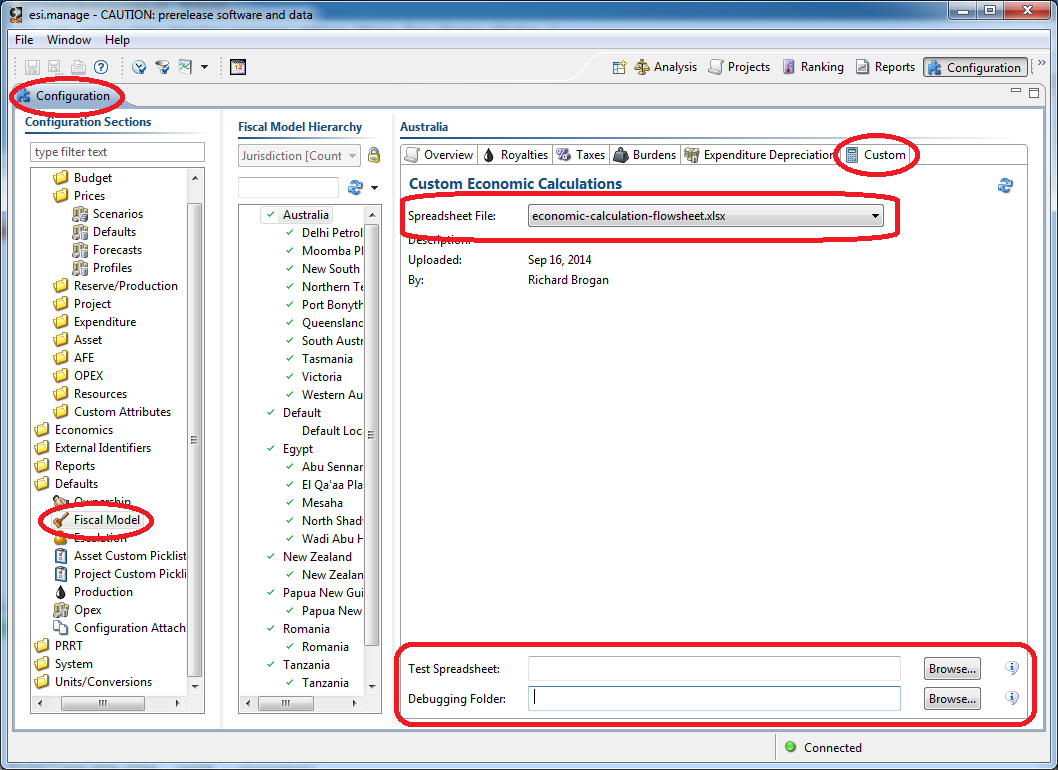 esi.manage - CAUTION: prerelease software and data
File Window Help
12
Analysis Projects Ranking Reports Configuration
Configuration
Configuration Sections
type filter text
Budget
Prices
Scenarios
Defaults
Forecasts
Profiles
Reserve/Production
Project
Expenditure
Asset
AFE
OPEX
Resources
Custom Attributes
Economics
External Identifiers
Reports
Defaults
Ownership
Fiscal Model
Escalation
Asset Custom Picklist
Project Custom Pickli
Production
Opex
Configuration Attach
PRRT
System
Units/Conversions
Fiscal Model Hierarchy
Jurisdiction [Count
Australia
Delhi Petrol
Moomba Pl
New South
Northern Te
Port Bonyth
Queensland
South Austr
Tasmania
Victoria
Western Au
Default
Default Loc
Egypt
Abu Sennar
El Qa'aa Pla
Mesaha
North Shad
Wadi Abu H
New Zealand
New Zealan
Papua New Gui
Papua New
Romania
Romania
Tanzania
Tanzania
Australia
Overview Royalties Taxes Burdens Expenditure Depreciation Custom
Custom Economic Calculations
Spreadsheet File: economic-calculation-flowsheet.xlsx
Description:
Uploaded: Sep 16, 2014
By: Richard Brogan
Test Spreadsheet: Browse...
Debugging Folder: Browse...
Connected